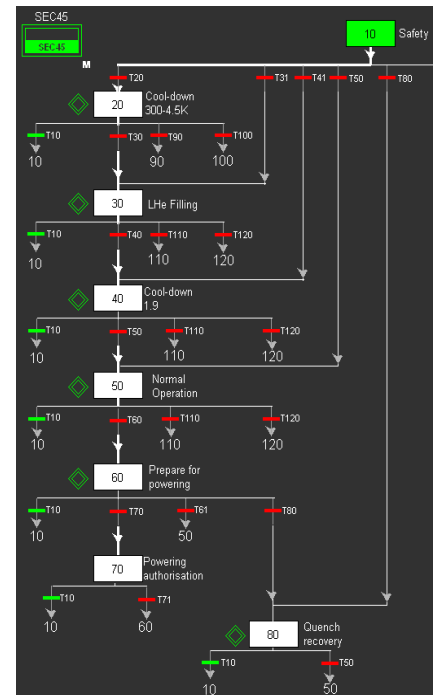 SEC45
SEC45
10 Safety
M
T20 T31 T41 T50 T80
20 Cool-down
300-4.5K
T10 T30 T90 T100
10 90 100
30 LHe Filling
T10 T40 T110 T120
10 110 120
40 Cool-down
1.9
T10 T50 T110 T120
10 110 120
50 Normal
Operation
T10 T60 T110 T120
10 110 120
60 Prepare for
powering
T10 T70 T61 T80
10 50
70 Powering
authorisation
T10 T71
10 60
80 Quench
recovery
T10 T50
10 50